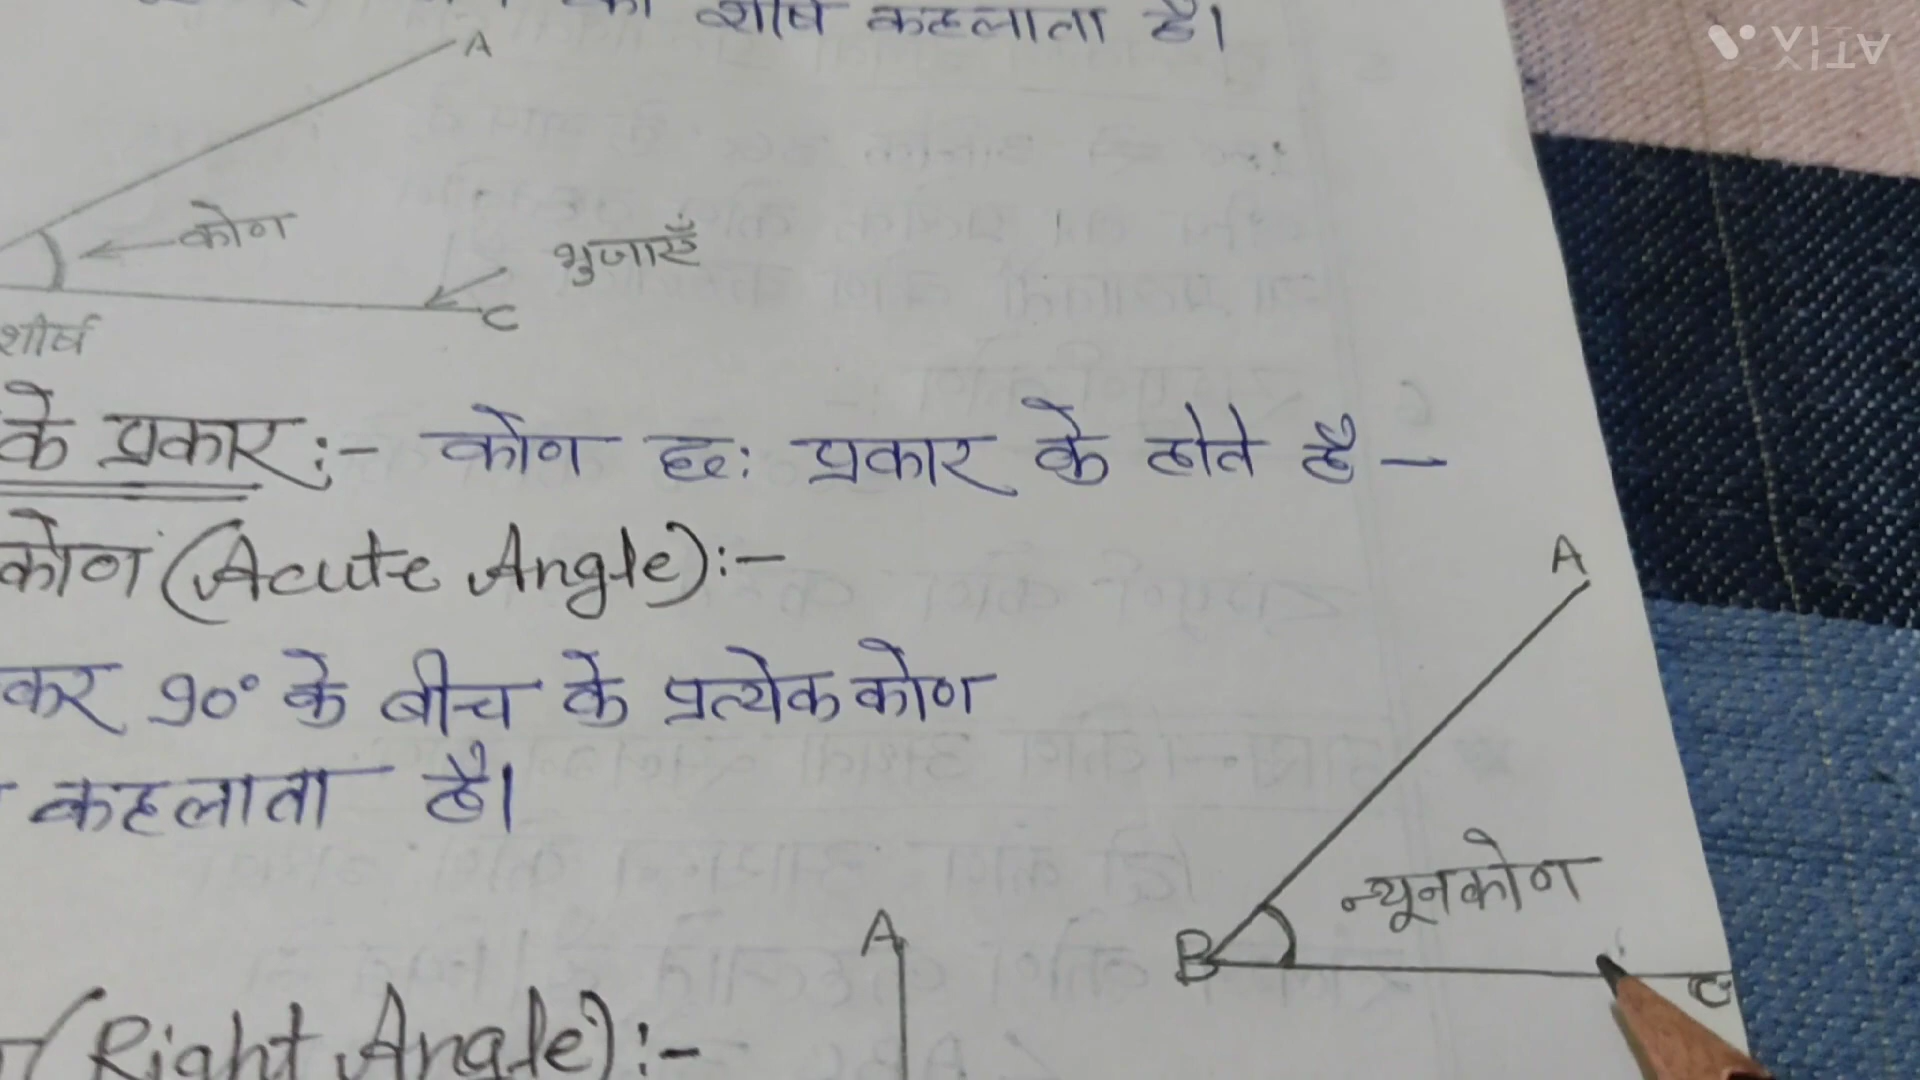 शीर्ष कहलाता है।
A
कोण
भुजाएँ
C
शीर्ष
के प्रकार :- कोण छः प्रकार के होते है -
कोण (Acute Angle) :-
कर 90° के बीच के प्रत्येक कोण
कहलाता है।
A
न्यूनकोण
B
C
A
(Right Angle) :-
VITA